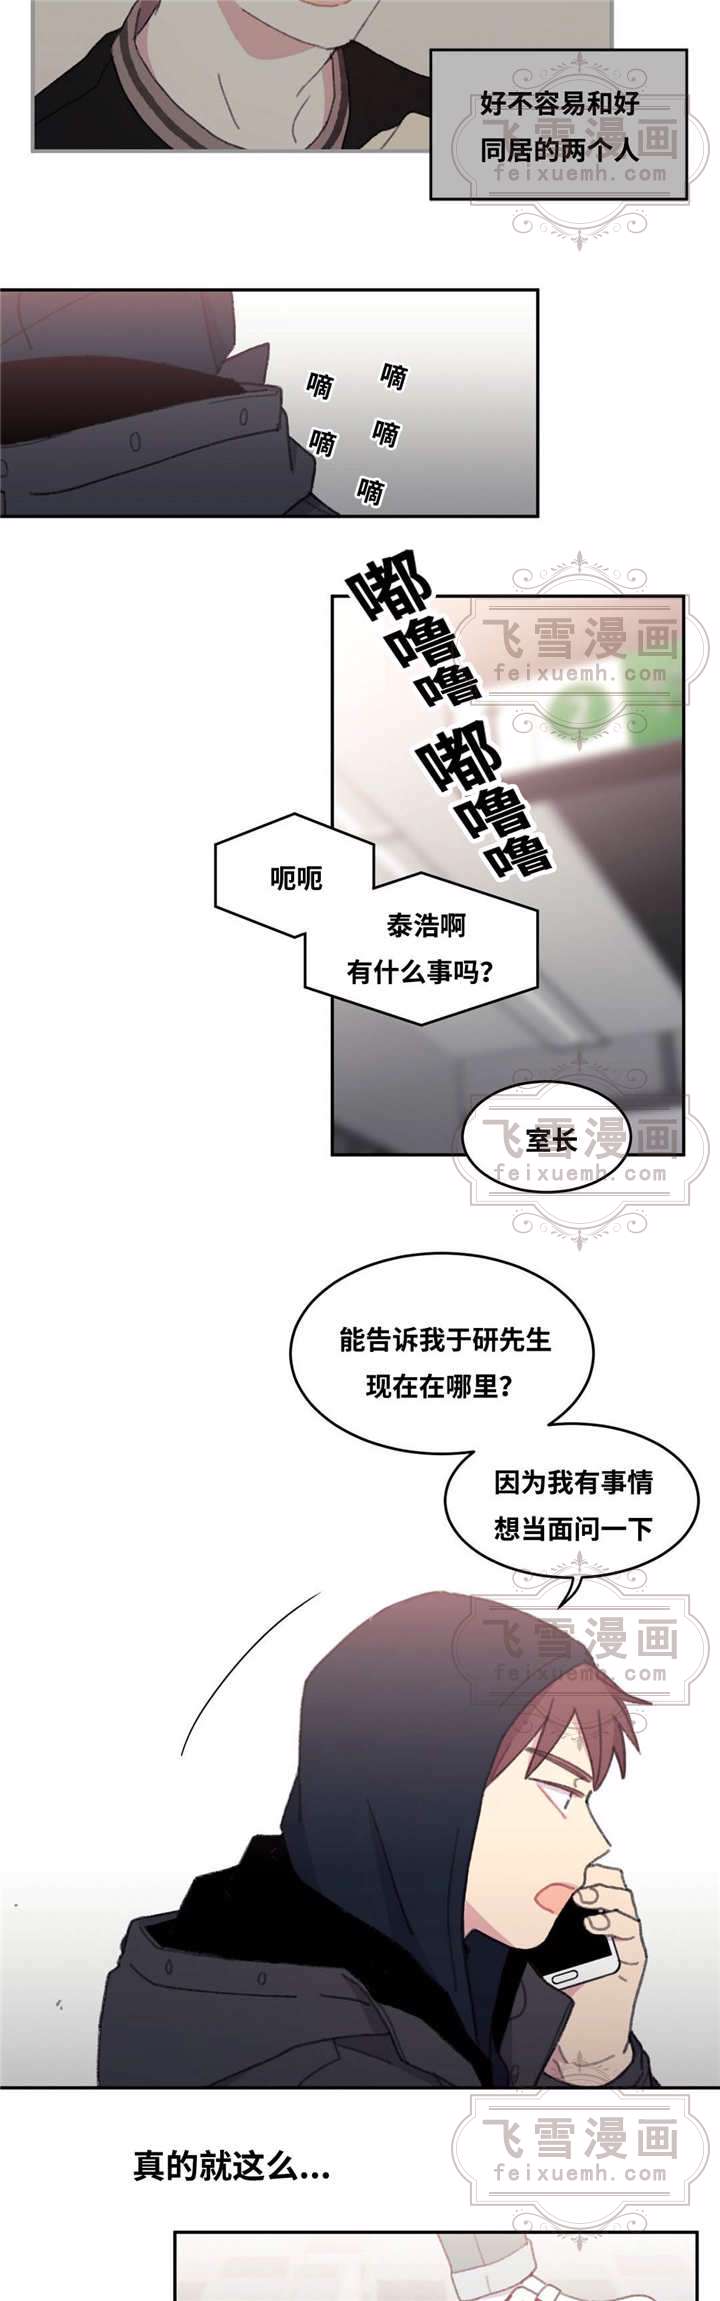 好不容易和好
同居的两个人
飞雪漫画
feixuemh.com
嘀
嘀
嘀
嘀
嘀
嘟
噜
噜
嘟
噜
噜
飞雪漫画
feixuemh.com
呃呃
泰浩啊
有什么事吗?
室长
飞雪漫画
feixuemh.com
能告诉我于研先生
现在在哪里?
因为我有事情
想当面问一下
飞雪漫画
feixuemh.com
真的就这么...
飞雪漫画
feixuemh.com